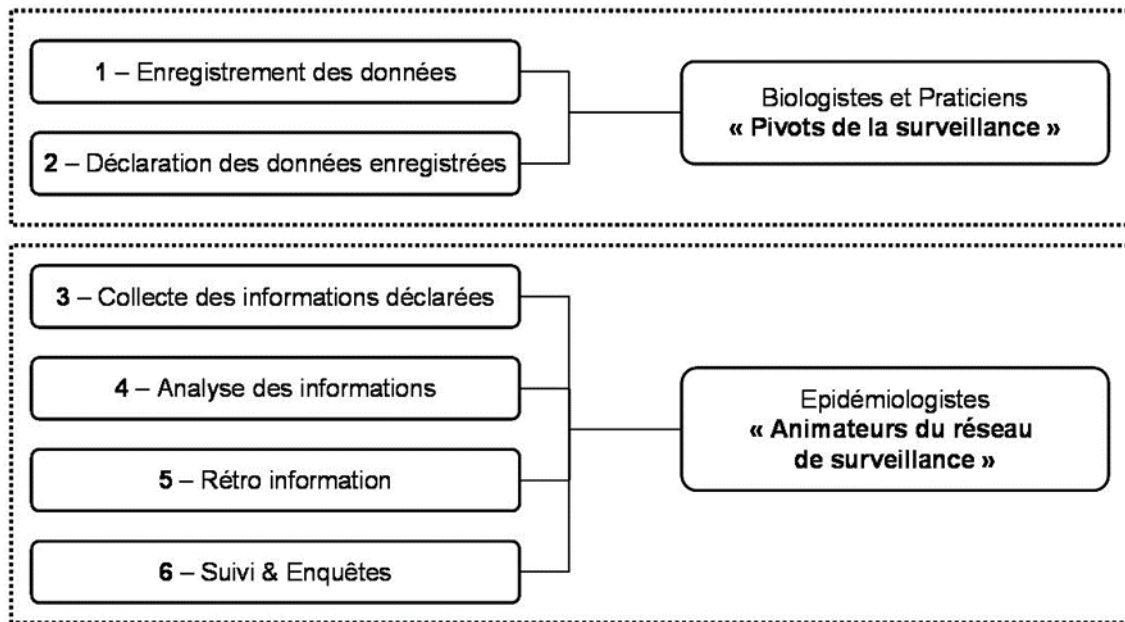 1 – Enregistrement des données
2 – Déclaration des données enregistrées
Biologistes et Praticiens
« Pivots de la surveillance »
3 – Collecte des informations déclarées
4 – Analyse des informations
5 – Rétro information
6 – Suivi & Enquêtes
Epidémiologistes
« Animateurs du réseau
de surveillance »